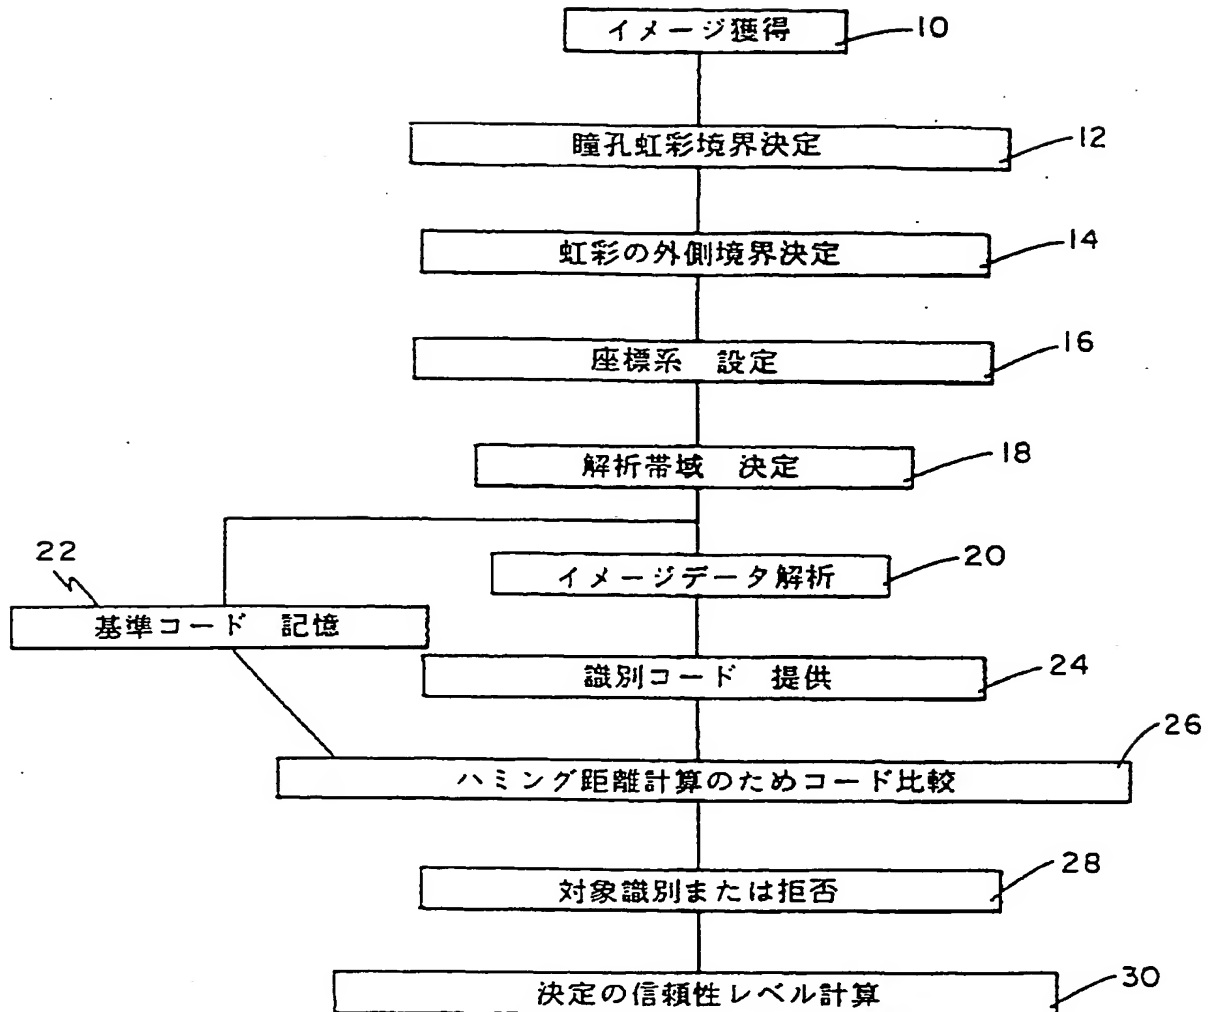 イメージ獲得
10
瞳孔虹彩境界決定
12
虹彩の外側境界決定
14
座標系　設定
16
解析帯域　決定
18
イメージデータ解析
20
22
基準コード　記憶
識別コード　提供
24
26
ハミング距離計算のためコード比較
対象識別または拒否
28
決定の信頼性レベル計算
30